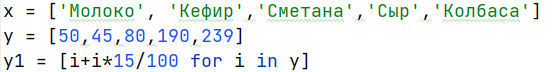 x = ['Молоко', 'Кефир','Сметана','Сыр','Колбаса']
y = [50,45,80,190,239]
y1 = [i+i*15/100 for i in y]